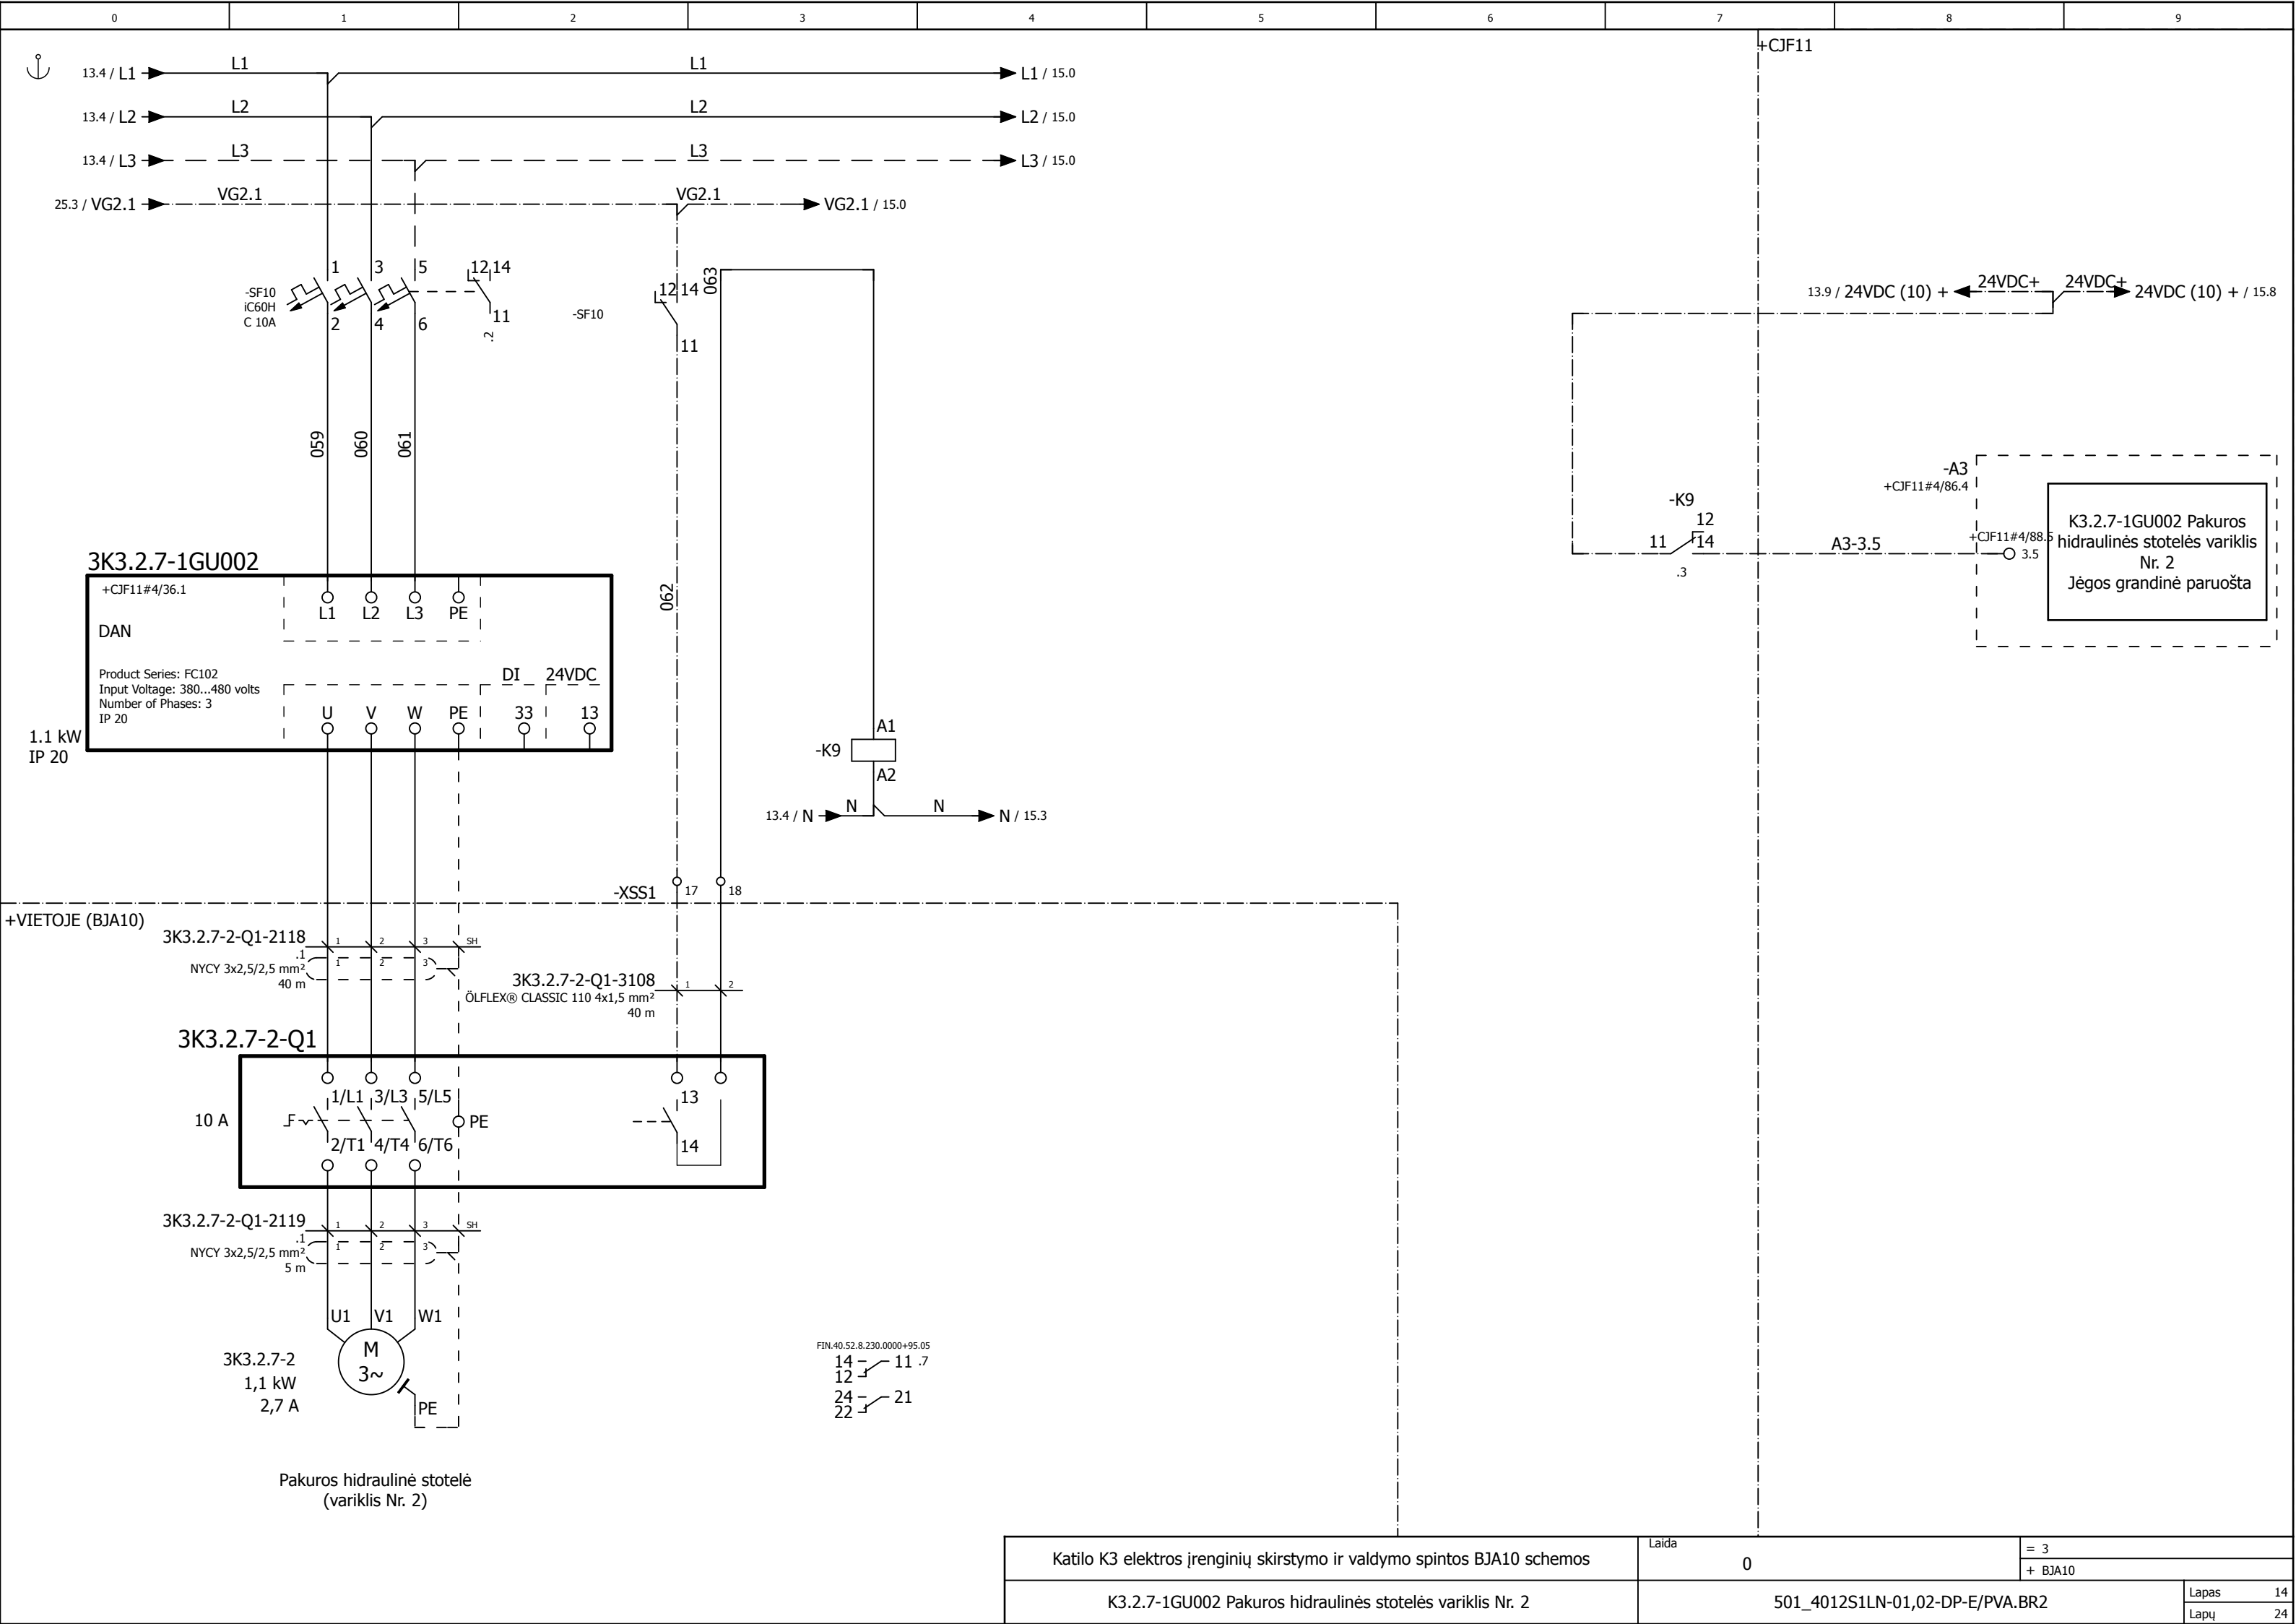 0 1 2 3 4 5 6 7 8 9
+CJF11
13.4 / L1 L1 L1 L1 / 15.0
13.4 / L2 L2 L2 L2 / 15.0
13.4 / L3 L3 L3 L3 / 15.0
25.3 / VG2.1 VG2.1 VG2.1 VG2.1 / 15.0
-SF10
iC60H
C 10A
1 3 5
2 4 6
12 14
11
.2
-SF10
12 14
11
063
13.9 / 24VDC (10) + 24VDC+ 24VDC+ 24VDC (10) + / 15.8
059 060 061
062
-K9
12
11 14
.3
A3-3.5
-A3
+CJF11#4/86.4
+CJF11#4/88.5
3.5
K3.2.7-1GU002 Pakuros
hidraulinės stotelės variklis
Nr. 2
Jėgos grandinė paruošta
3K3.2.7-1GU002
+CJF11#4/36.1
L1 L2 L3 PE
DAN
Product Series: FC102
Input Voltage: 380...480 volts
Number of Phases: 3
IP 20
DI 24VDC
U V W PE 33 13
1.1 kW
IP 20
A1
-K9
A2
13.4 / N N N N / 15.3
-XSS1 17 18
+VIETOJE (BJA10)
3K3.2.7-2-Q1-2118 1 2 3 SH
.1 1 2 3
NYCY 3x2,5/2,5 mm²
40 m
3K3.2.7-2-Q1-3108 1 2
ÖLFLEX® CLASSIC 110 4x1,5 mm²
40 m
3K3.2.7-2-Q1
1/L1 3/L3 5/L5
10 A
PE
2/T1 4/T4 6/T6
13
14
3K3.2.7-2-Q1-2119 1 2 3 SH
.1 1 2 3
NYCY 3x2,5/2,5 mm²
5 m
U1 V1 W1
M
3~
3K3.2.7-2
1,1 kW
2,7 A
PE
FIN.40.52.8.230.0000+95.05
14 11 .7
12
24 21
22
Pakuros hidraulinė stotelė
(variklis Nr. 2)
Katilo K3 elektros įrenginių skirstymo ir valdymo spintos BJA10 schemos
Laida
0
= 3
+ BJA10
K3.2.7-1GU002 Pakuros hidraulinės stotelės variklis Nr. 2
501_4012S1LN-01,02-DP-E/PVA.BR2
Lapas 14
Lapų 24